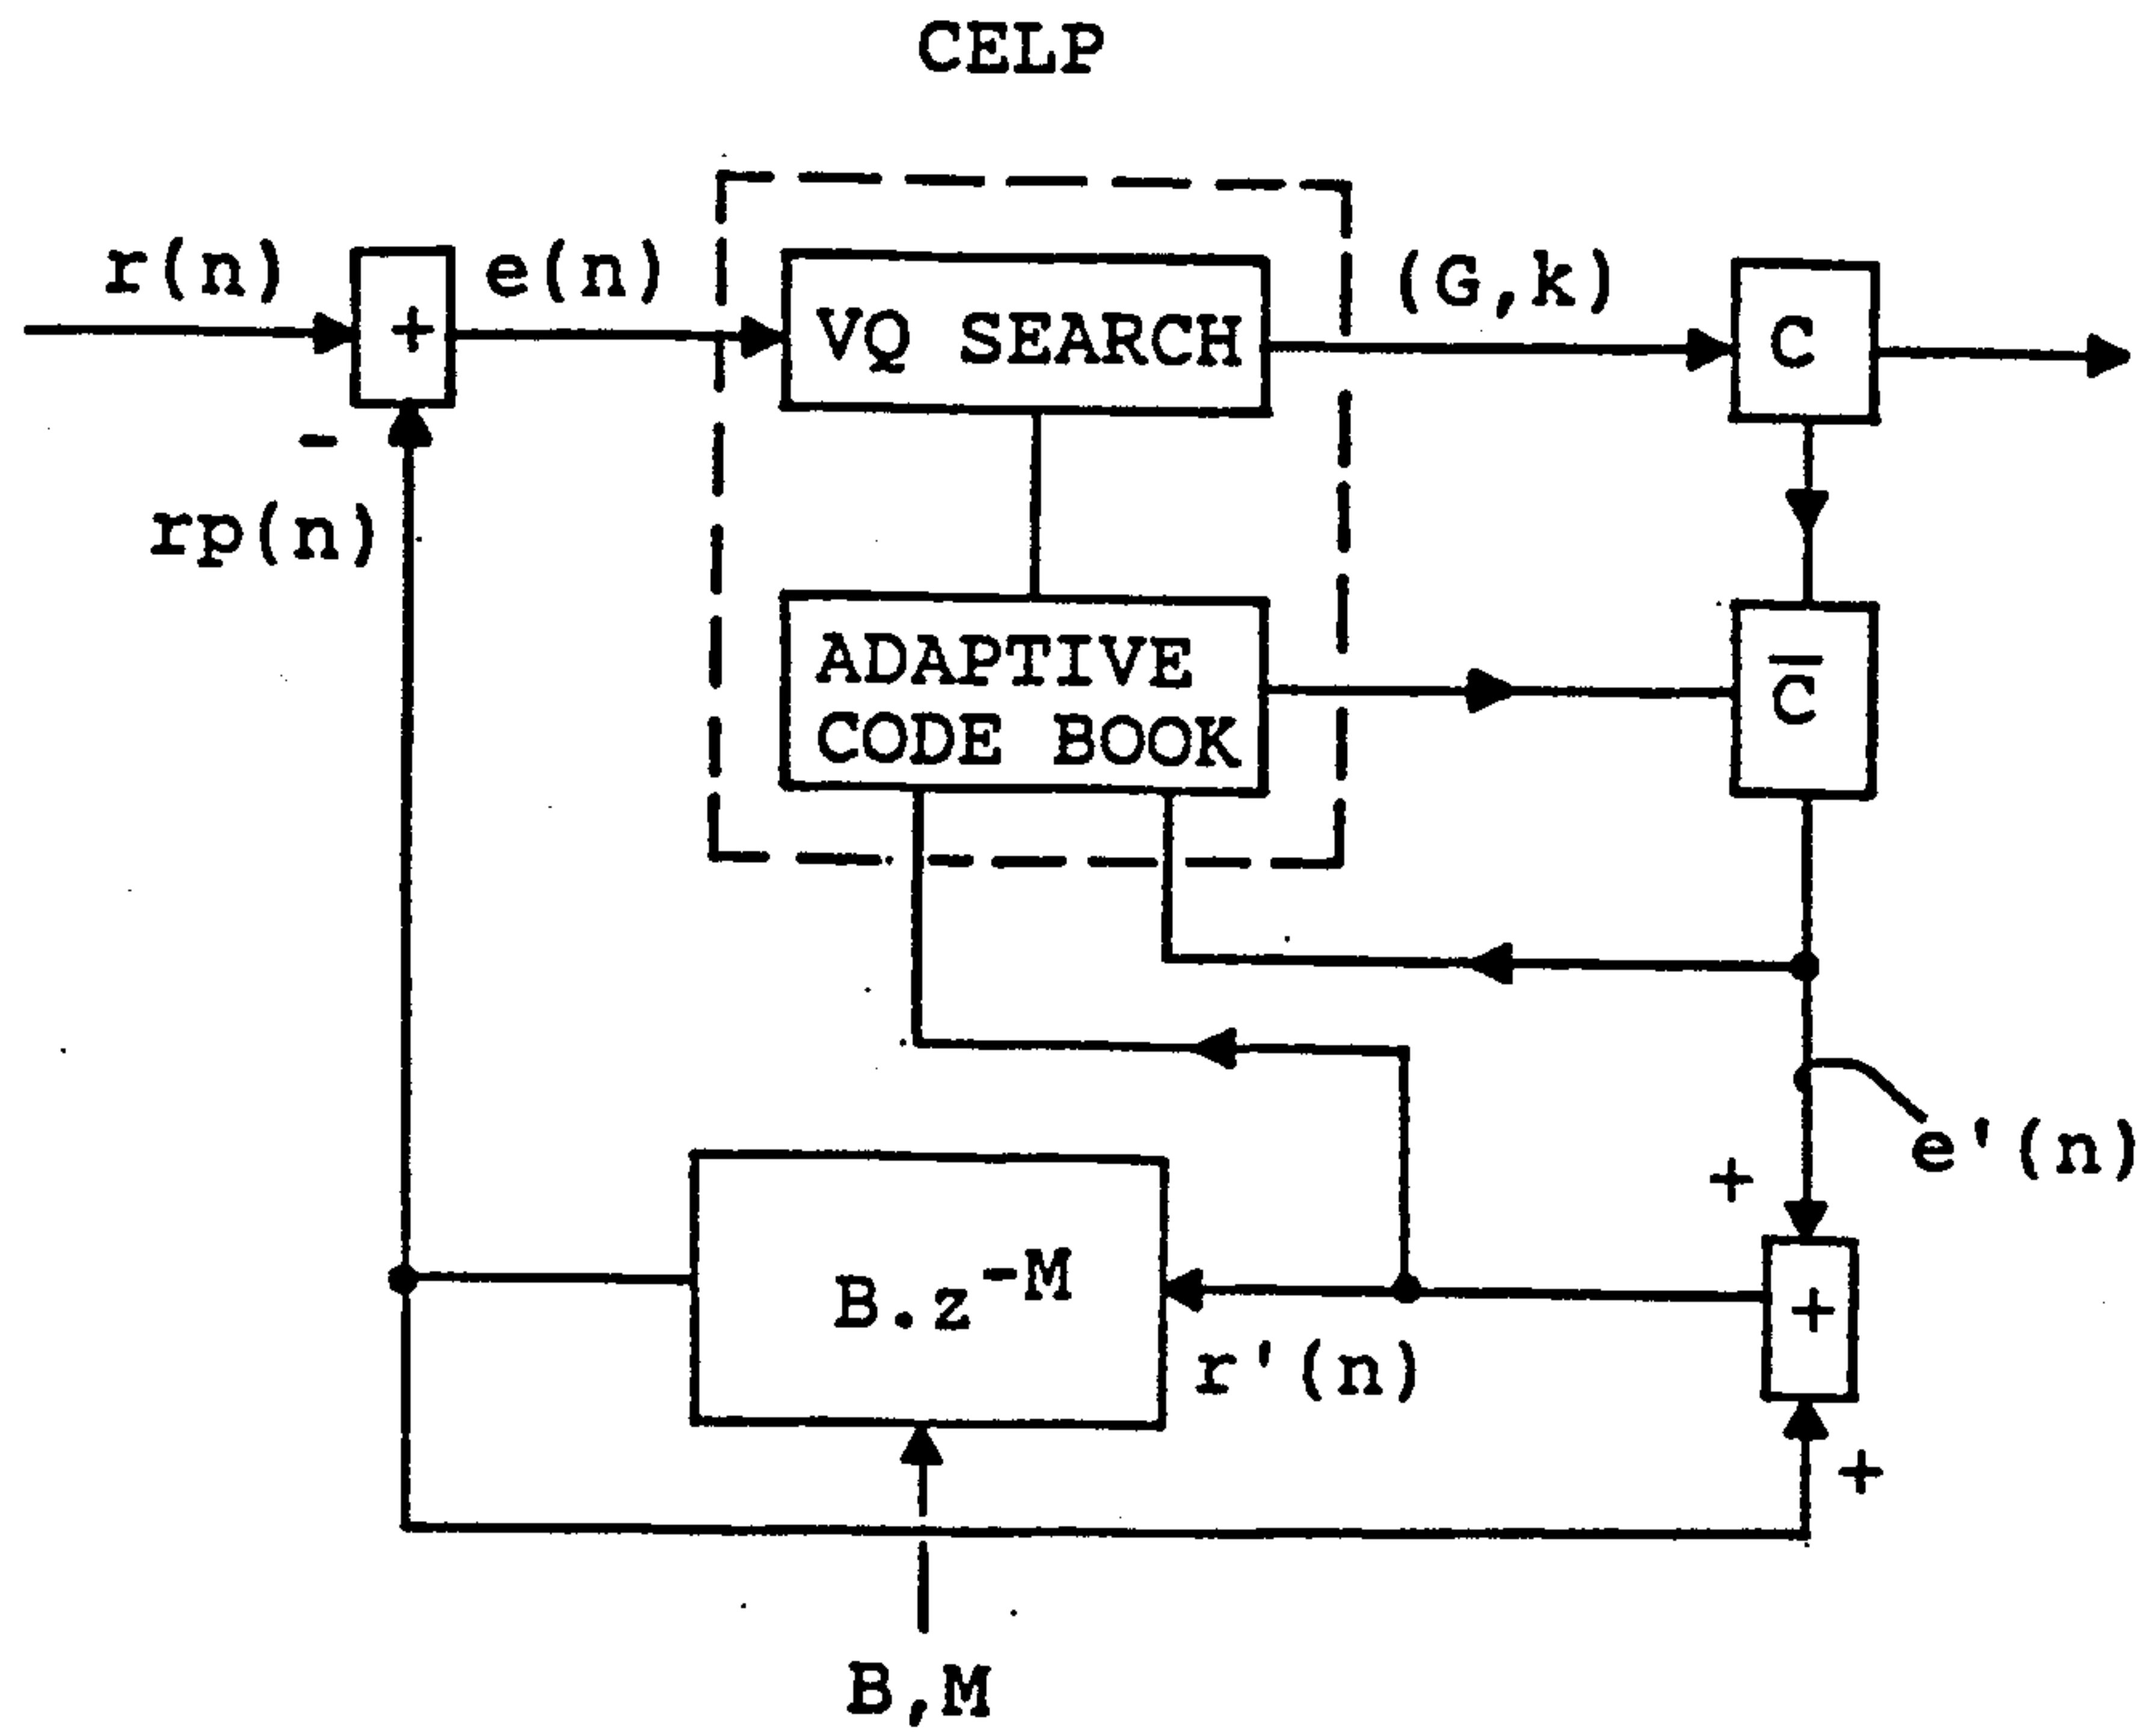 CELP
r(n)
+
e(n)
VQ SEARCH
(G,k)
C
-
rp(n)
ADAPTIVE
CODE BOOK
C̅
e'(n)
+
B.z^-M
r'(n)
+
+
B,M